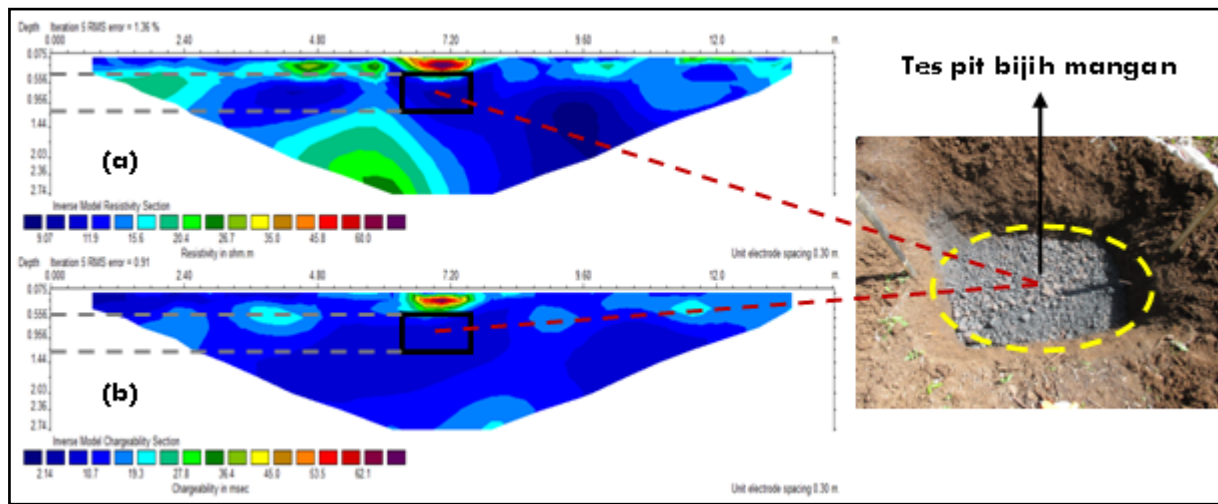 Depth Iteration 5 RMS error = 1.36 %
0.000 2.40 4.80 7.20 9.60 12.0 m.
0.075
0.556
0.956
1.44
2.03
2.36
2.74
(a)
Inverse Model Resistivity Section
9.07 11.9 15.6 20.4 26.7 35.0 45.8 60.0
Resistivity in ohm.m
Unit electrode spacing 0.30 m.
Depth Iteration 5 RMS error = 0.91
0.000 2.40 4.80 7.20 9.60 12.0 m.
0.075
0.556
0.956
1.44
2.03
2.36
2.74
(b)
Inverse Model Chargeability Section
2.14 10.7 19.3 27.8 36.4 45.0 53.5 62.1
Chargeability in msec
Unit electrode spacing 0.30 m.
Tes pit bijih mangan